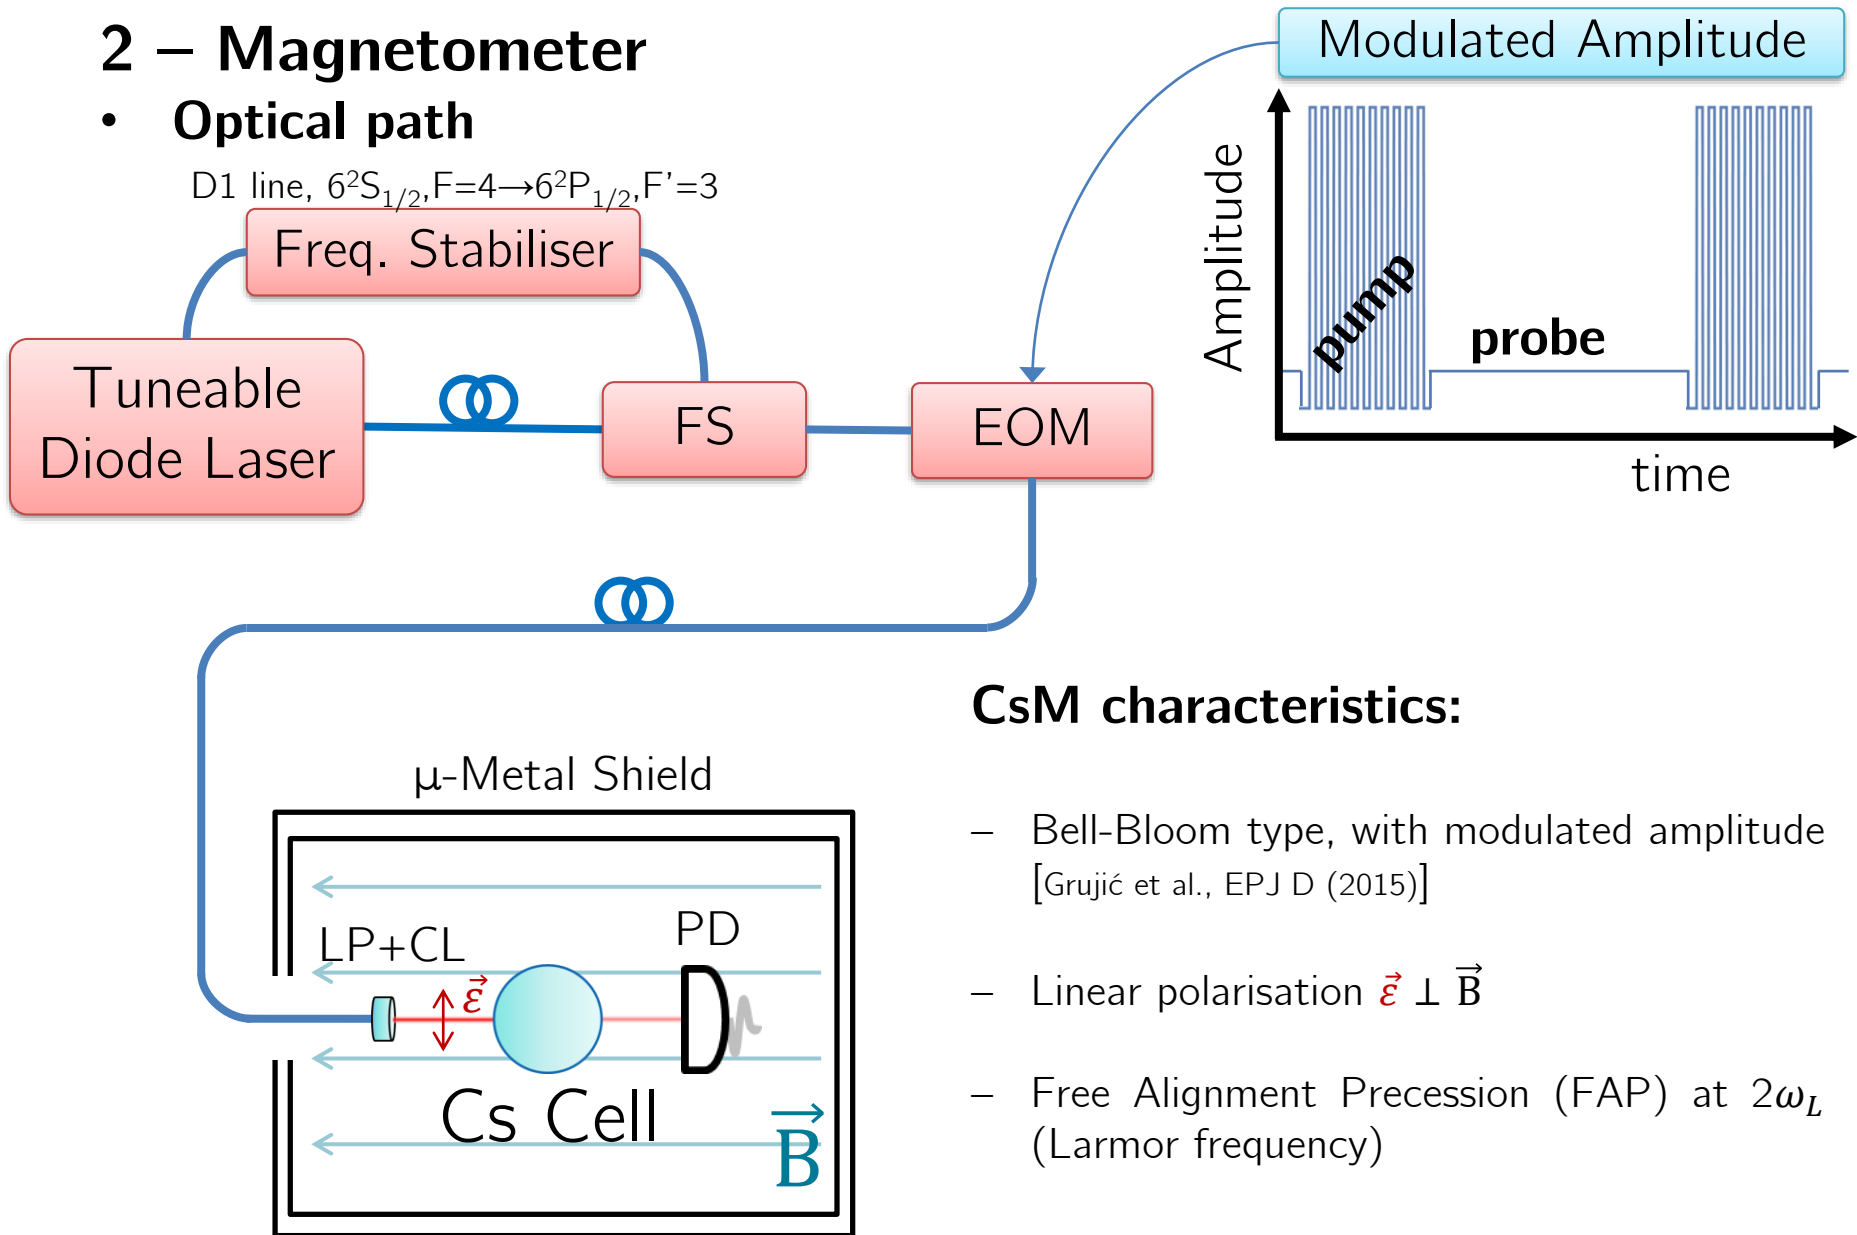 2 – Magnetometer
• Optical path
D1 line, 6²S₁/₂,F=4→6²P₁/₂,F'=3
Freq. Stabiliser
Tuneable
Diode Laser
FS
EOM
Modulated Amplitude
Amplitude
pump
probe
time
μ-Metal Shield
LP+CL
PD
ε⃗
Cs Cell
B⃗
CsM characteristics:
– Bell-Bloom type, with modulated amplitude
[Grujić et al., EPJ D (2015)]
– Linear polarisation ε⃗ ⊥ B⃗
– Free Alignment Precession (FAP) at 2ω_L
(Larmor frequency)